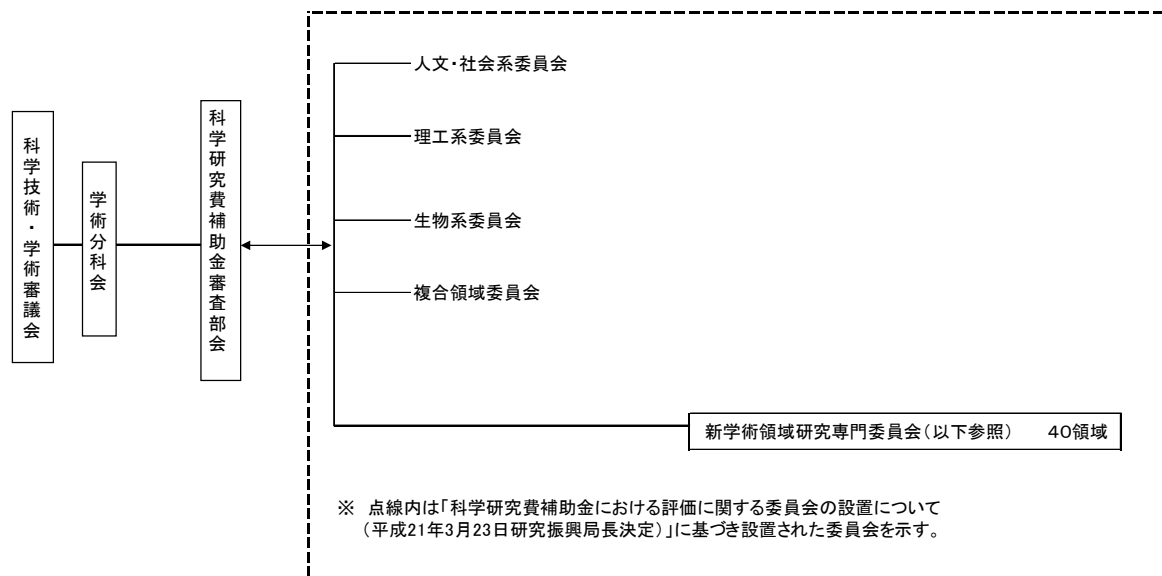 科学技術・学術審議会
学術分科会
科学研究費補助金審査部会
人文・社会系委員会
理工系委員会
生物系委員会
複合領域委員会
新学術領域研究専門委員会(以下参照)　40領域
※　点線内は「科学研究費補助金における評価に関する委員会の設置について
(平成21年3月23日研究振興局長決定)」に基づき設置された委員会を示す。